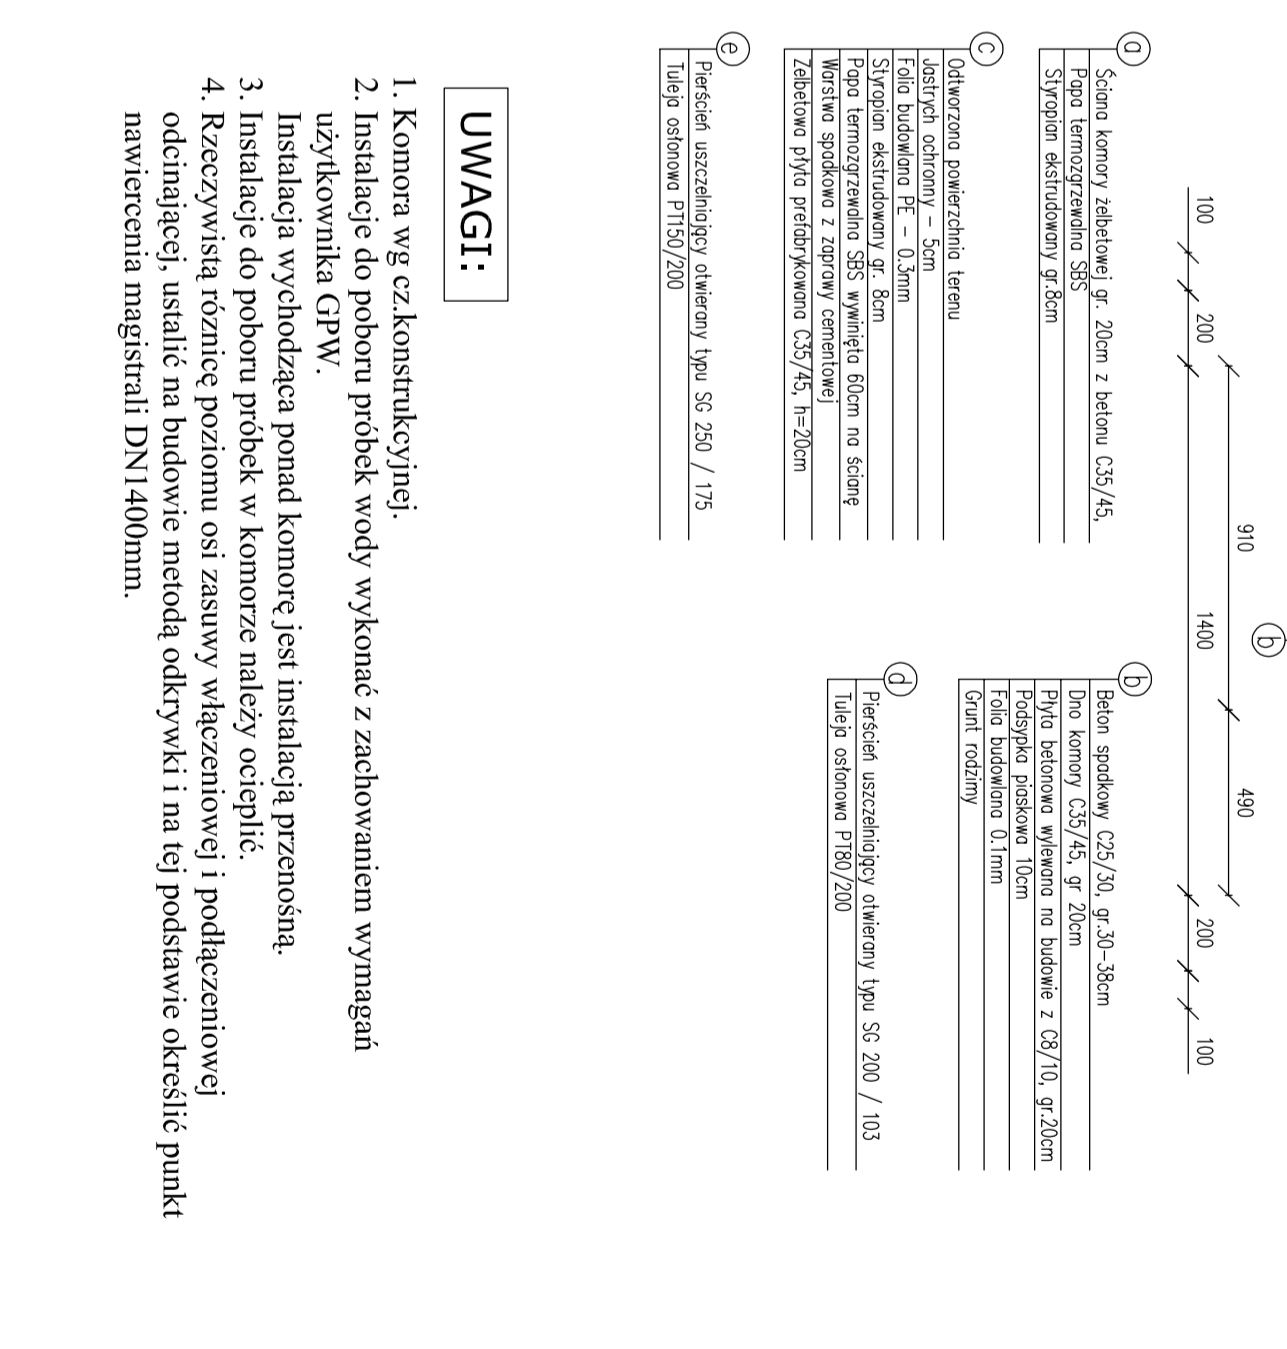 b
910
490
100
200
1400
200
100
a
Ściana komory żelbetowej gr. 20cm z betonu C35/45,
Papa termozgrzewalna SBS
Styropian ekstrudowany gr.8cm
b
Beton spadkowy C25/30, gr.30-38cm
Dno komory C35/45, gr 20cm
Płyta betonowa wylewana na budowie z C8/10, gr.20cm
Podsypka piaskowa 10cm
Folia budowlana 0.1mm
Grunt rodzimy
c
Odtworzona powierzchnia terenu
Jastrych ochronny - 5cm
Folia budowlana PE - 0.3mm
Styropian ekstrudowany gr. 8cm
Papa termozgrzewalna SBS wywinięta 60cm na ścianę
Warstwa spadkowa z zaprawy cementowej
Żelbetowa płyta prefabrykowana C35/45, h=20cm
d
Pierścień uszczelniający otwierany typu SG 200 / 103
Tuleja osłonowa PT80/200
e
Pierścień uszczelniający otwierany typu SG 250 / 175
Tuleja osłonowa PT150/200
UWAGI:
1. Komora wg cz.konstrukcyjnej.
2. Instalacje do poboru próbek wody wykonać z zachowaniem wymagań
użytkownika GPW.
Instalacja wychodząca ponad komorę jest instalacją przenośną.
3. Instalacje do poboru próbek w komorze należy ocieplić.
4. Rzeczywistą róznicę poziomu osi zasuwy włączeniowej i podłączeniowej
odcinającej, ustalić na budowie metodą odkrywki i na tej podstawie określić punkt
nawiercenia magistrali DN1400mm.